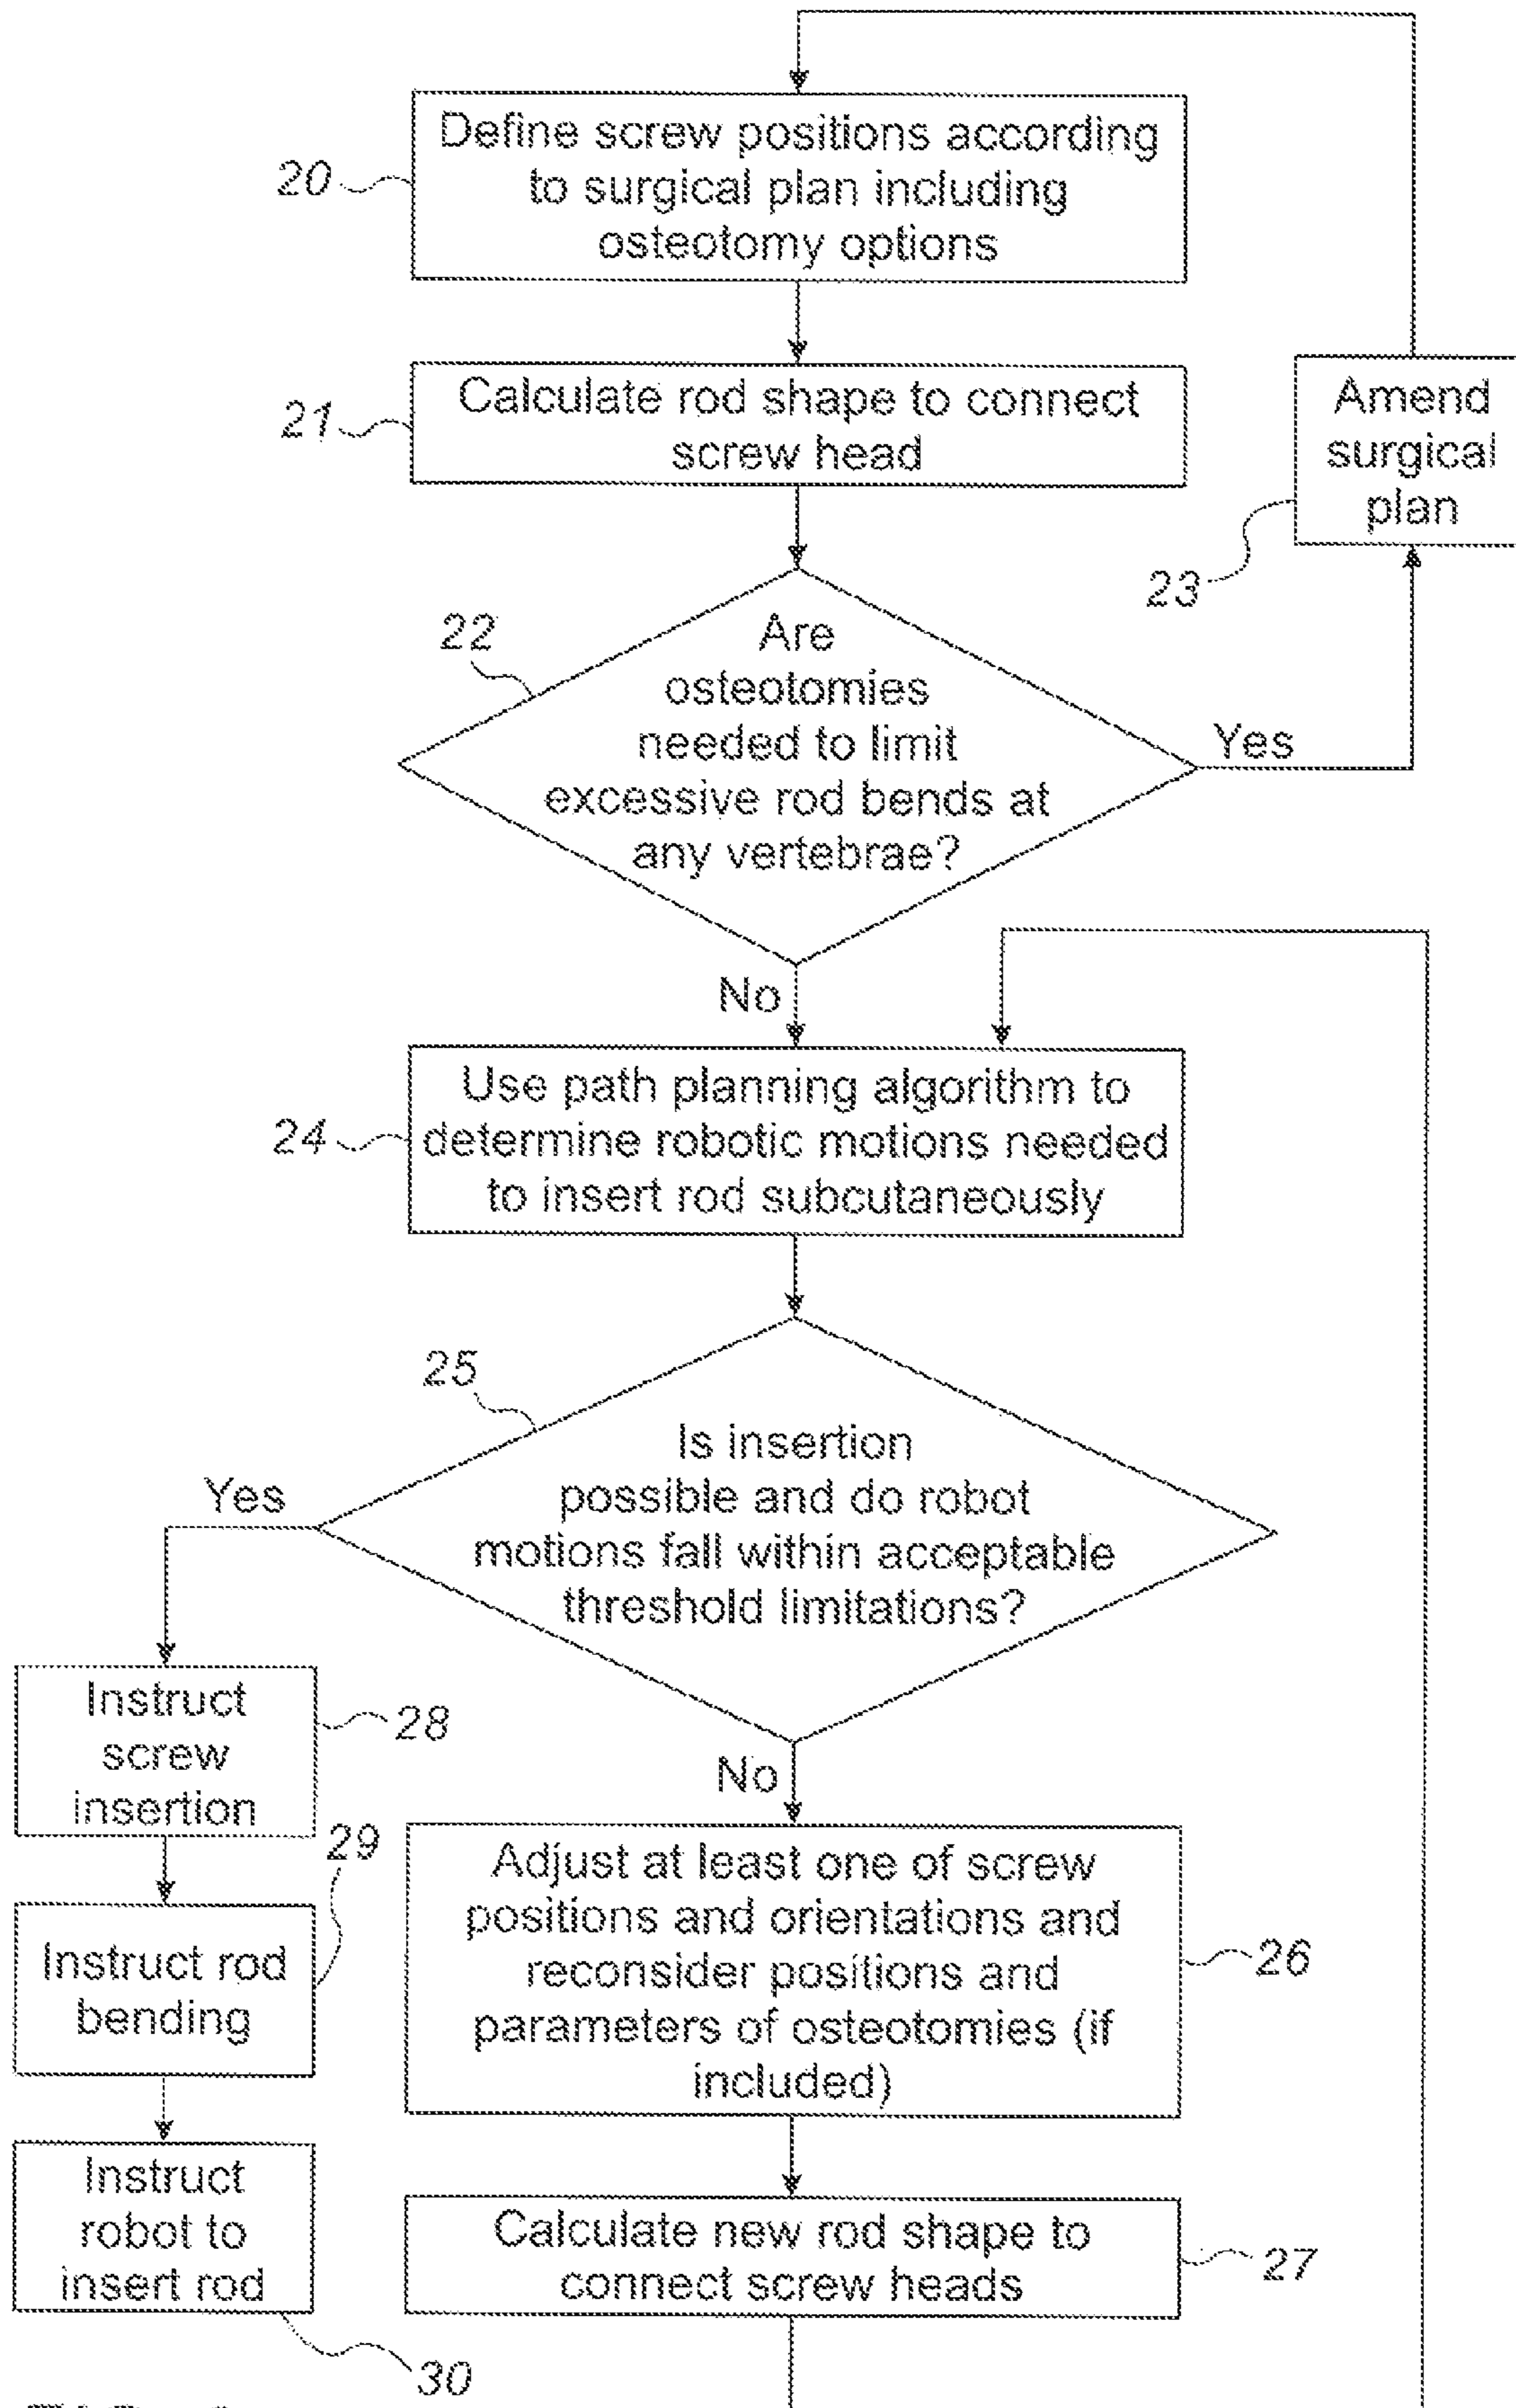 Define screw positions according
to surgical plan including
osteotomy options
20
Calculate rod shape to connect
screw head
21
Amend
surgical
plan
23
22
Are
osteotomies
needed to limit
excessive rod bends at
any vertebrae?
Yes
No
Use path planning algorithm to
determine robotic motions needed
to insert rod subcutaneously
24
25
Is insertion
possible and do robot
motions fall within acceptable
threshold limitations?
Yes
No
Instruct
screw
insertion
28
29
Instruct rod
bending
Adjust at least one of screw
positions and orientations and
reconsider positions and
parameters of osteotomies (if
included)
26
Instruct
robot to
insert rod
30
Calculate new rod shape to
connect screw heads
27